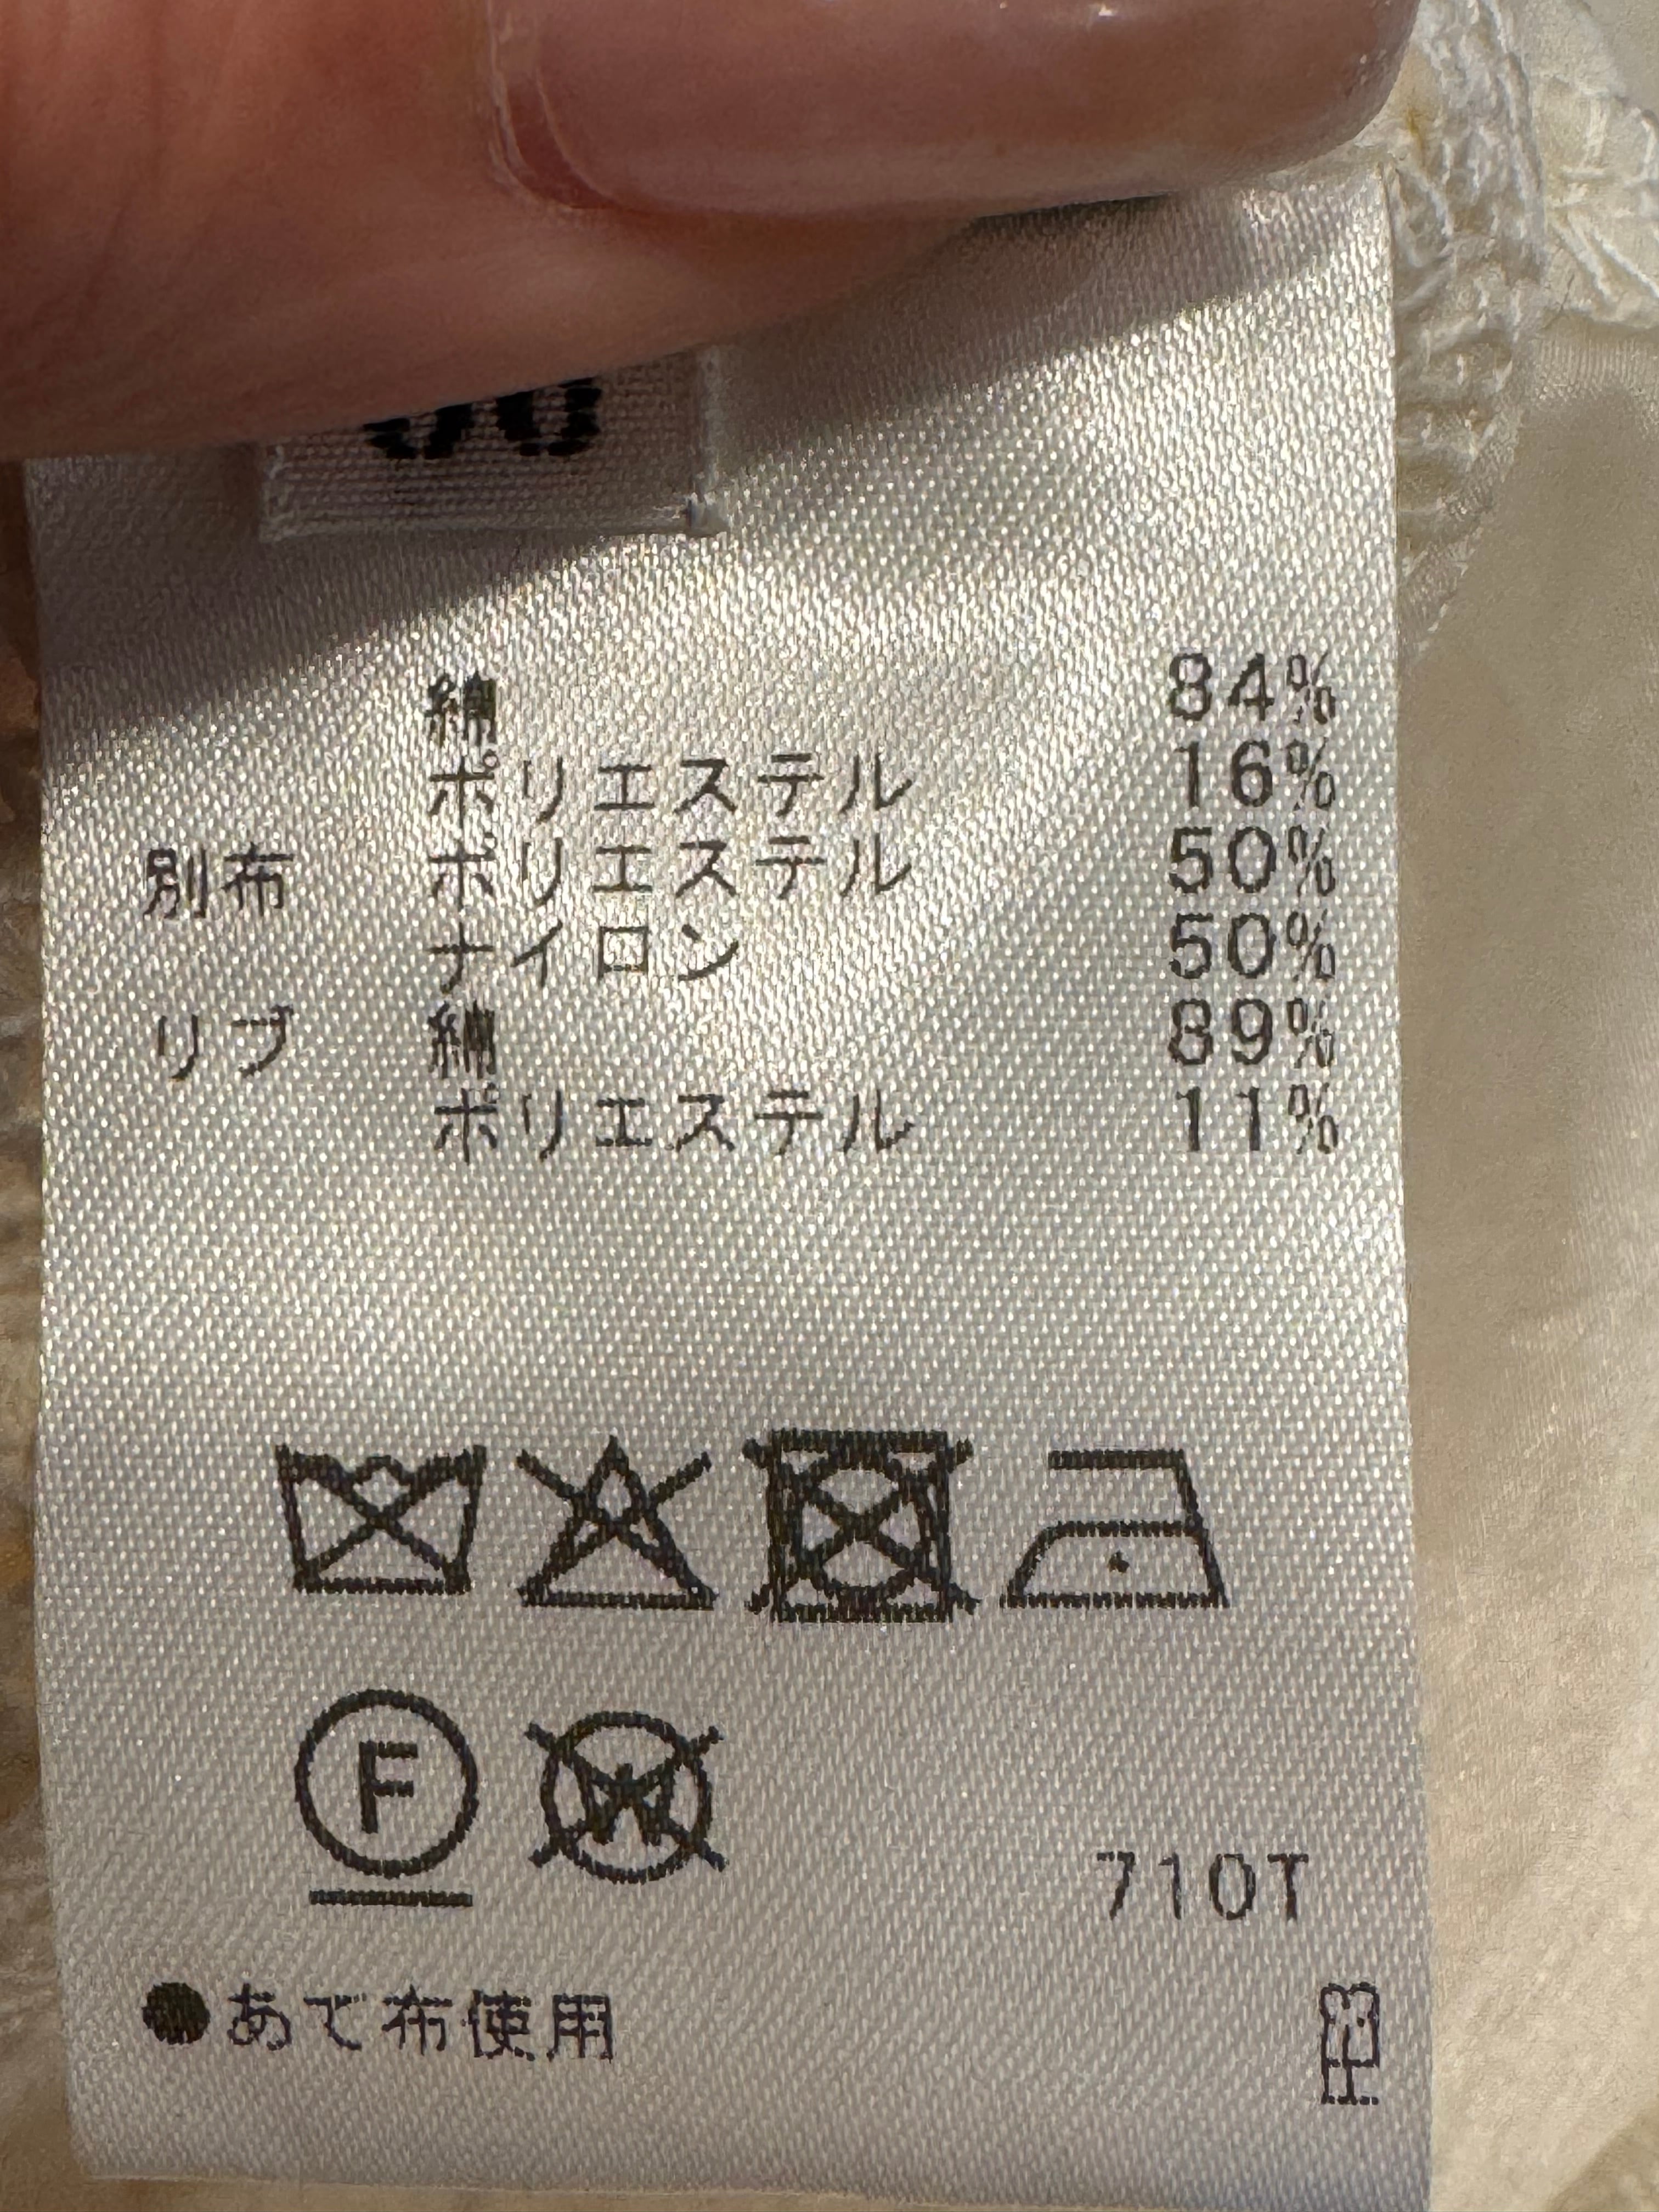 綿 84%
ポリエステル 16%
別布 ポリエステル 50%
ナイロン 50%
リブ 綿 89%
ポリエステル 11%
F
W
710T
●あて布使用